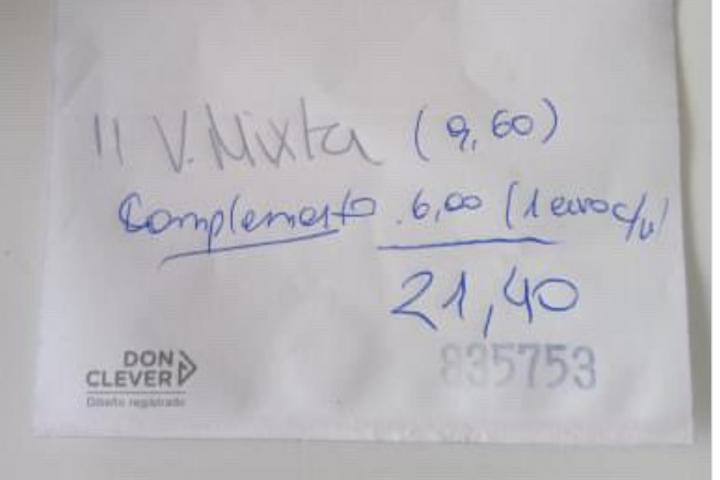 11 V. Mixta (9,60)
Complemento 6,00 (1 euro c/u)
21,40
DON
CLEVER
Diseño registrado
835753